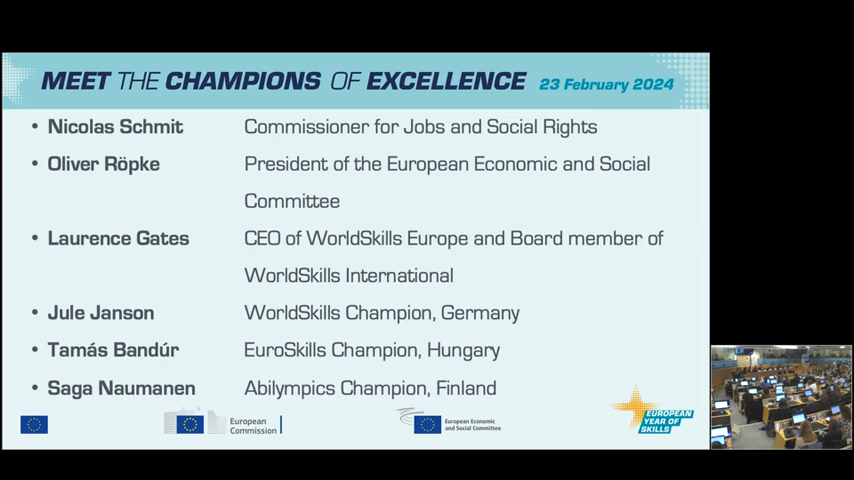 MEET THE CHAMPIONS OF EXCELLENCE 23 February 2024
• Nicolas Schmit Commissioner for Jobs and Social Rights
• Oliver Röpke President of the European Economic and Social
Committee
• Laurence Gates CEO of WorldSkills Europe and Board member of
WorldSkills International
• Jule Janson WorldSkills Champion, Germany
• Tamás Bandúr EuroSkills Champion, Hungary
• Saga Naumanen Abilympics Champion, Finland
European
Commission
European Economic
and Social Committee
EUROPEAN
YEAR OF
SKILLS